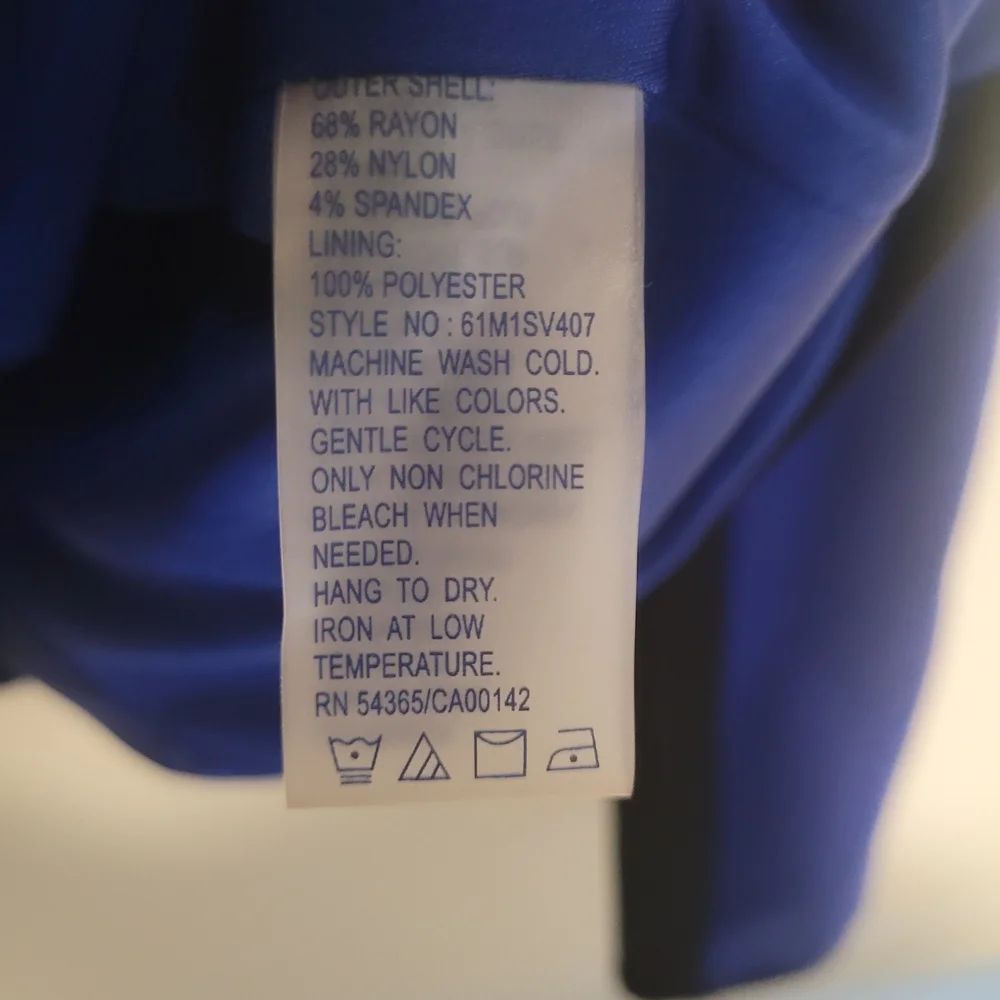 OUTER SHELL:
68% RAYON
28% NYLON
4% SPANDEX
LINING:
100% POLYESTER
STYLE NO : 61M1SV407
MACHINE WASH COLD.
WITH LIKE COLORS.
GENTLE CYCLE.
ONLY NON CHLORINE
BLEACH WHEN
NEEDED.
HANG TO DRY.
IRON AT LOW
TEMPERATURE.
RN 54365/CA00142